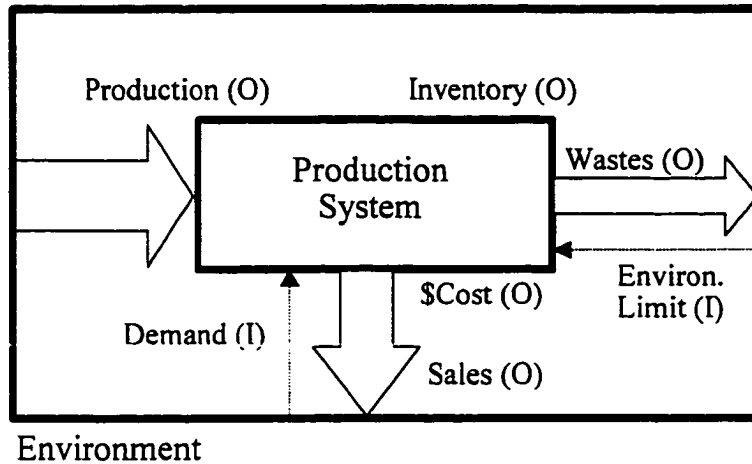 Production (O)
Inventory (O)
Production
System
Wastes (O)
Environ.
Limit (I)
$Cost (O)
Demand (I)
Sales (O)
Environment